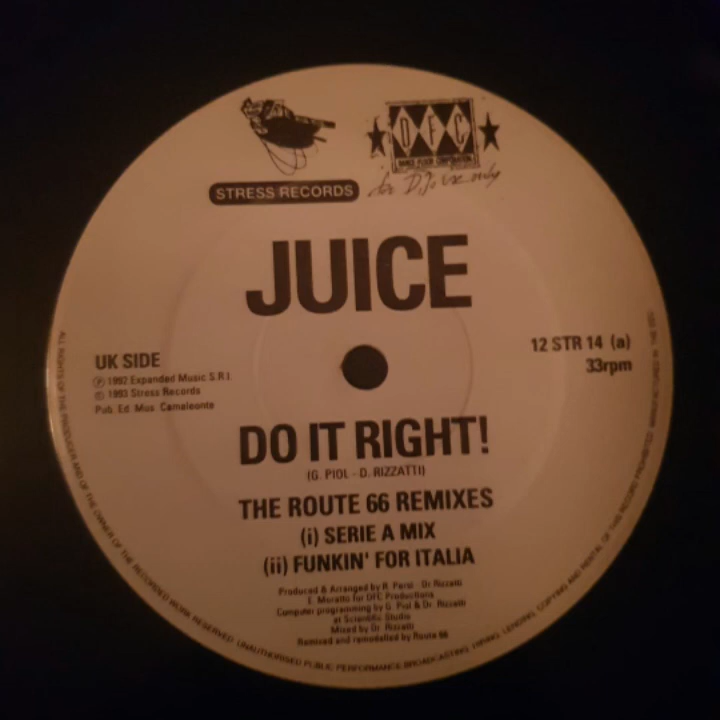 DFC
DANCE FLOOR CORPORATION
STRESS RECORDS
for DJs use only
JUICE
UK SIDE
℗ 1992 Expanded Music S.R.I.
© 1993 Stress Records
Pub. Ed. Mus. Camaleonte
12 STR 14 (a)
33rpm
DO IT RIGHT!
(G. PIOL - D. RIZZATTI)
THE ROUTE 66 REMIXES
(i) SERIE A MIX
(ii) FUNKIN' FOR ITALIA
Produced & Arranged by R. Persi Dr. Rizzatti
E. Moratto for DFC Productions
Computer programming by G. Piol & Dr. Rizzatti
at Scientific Studio
Mixed by Dr. Rizzatti
Remixed and remodelled by Route 66
ALL RIGHTS OF THE PRODUCER AND OF THE OWNER OF THE RECORDED WORK RESERVED. UNAUTHORISED PUBLIC PERFORMANCE BROADCASTING, HIRING, LENDING, COPYING AND RENTAL OF THIS RECORD PROHIBITED.